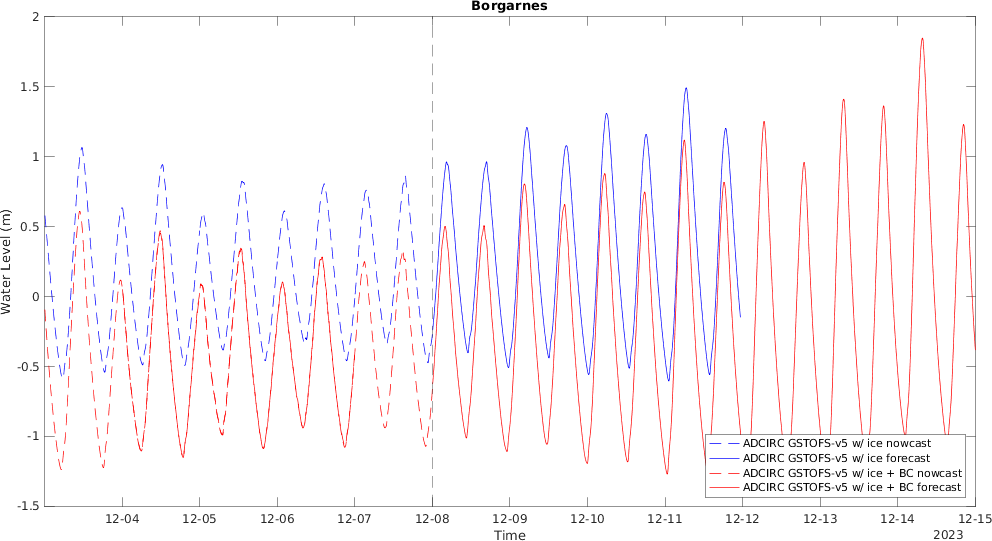 Borgarnes
2
1.5
1
0.5
0
-0.5
-1
-1.5
Water Level (m)
ADCIRC GSTOFS-v5 w/ ice nowcast
ADCIRC GSTOFS-v5 w/ ice forecast
ADCIRC GSTOFS-v5 w/ ice + BC nowcast
ADCIRC GSTOFS-v5 w/ ice + BC forecast
12-04 12-05 12-06 12-07 12-08 12-09 12-10 12-11 12-12 12-13 12-14 12-15
Time
2023